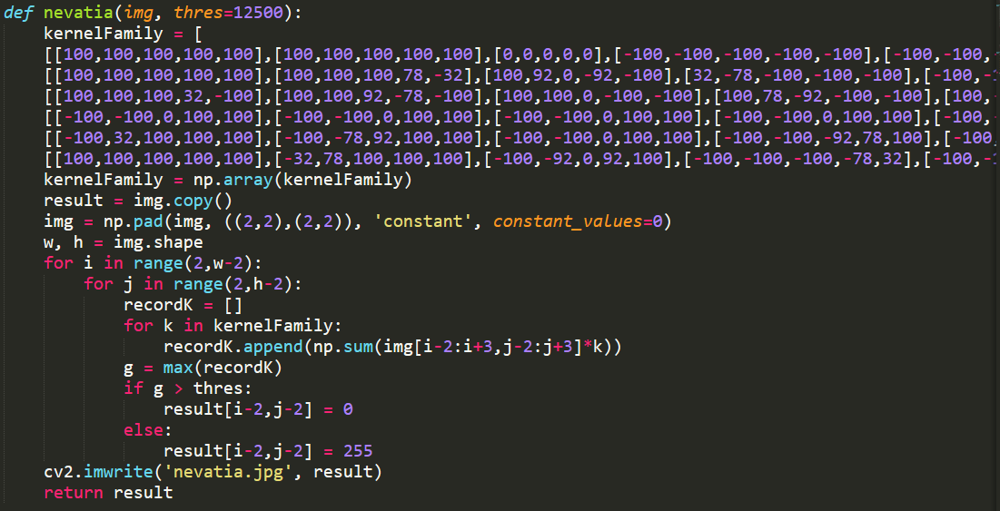 def nevatia(img, thres=12500):
    kernelFamily = [
    [[100,100,100,100,100],[100,100,100,100,100],[0,0,0,0,0],[-100,-100,-100,-100,-100],[-100,-100,
    [[100,100,100,100,100],[100,100,100,78,-32],[100,92,0,-92,-100],[32,-78,-100,-100,-100],[-100,-
    [[100,100,100,32,-100],[100,100,92,-78,-100],[100,100,0,-100,-100],[100,78,-92,-100,-100],[100,
    [[-100,-100,0,100,100],[-100,-100,0,100,100],[-100,-100,0,100,100],[-100,-100,0,100,100],[-100,
    [[-100,32,100,100,100],[-100,-78,92,100,100],[-100,-100,0,100,100],[-100,-100,-92,78,100],[-100
    [[100,100,100,100,100],[-32,78,100,100,100],[-100,-92,0,92,100],[-100,-100,-100,-78,32],[-100,-
    kernelFamily = np.array(kernelFamily)
    result = img.copy()
    img = np.pad(img, ((2,2),(2,2)), 'constant', constant_values=0)
    w, h = img.shape
    for i in range(2,w-2):
        for j in range(2,h-2):
            recordK = []
            for k in kernelFamily:
                recordK.append(np.sum(img[i-2:i+3,j-2:j+3]*k))
            g = max(recordK)
            if g > thres:
                result[i-2,j-2] = 0
            else:
                result[i-2,j-2] = 255
    cv2.imwrite('nevatia.jpg', result)
    return result